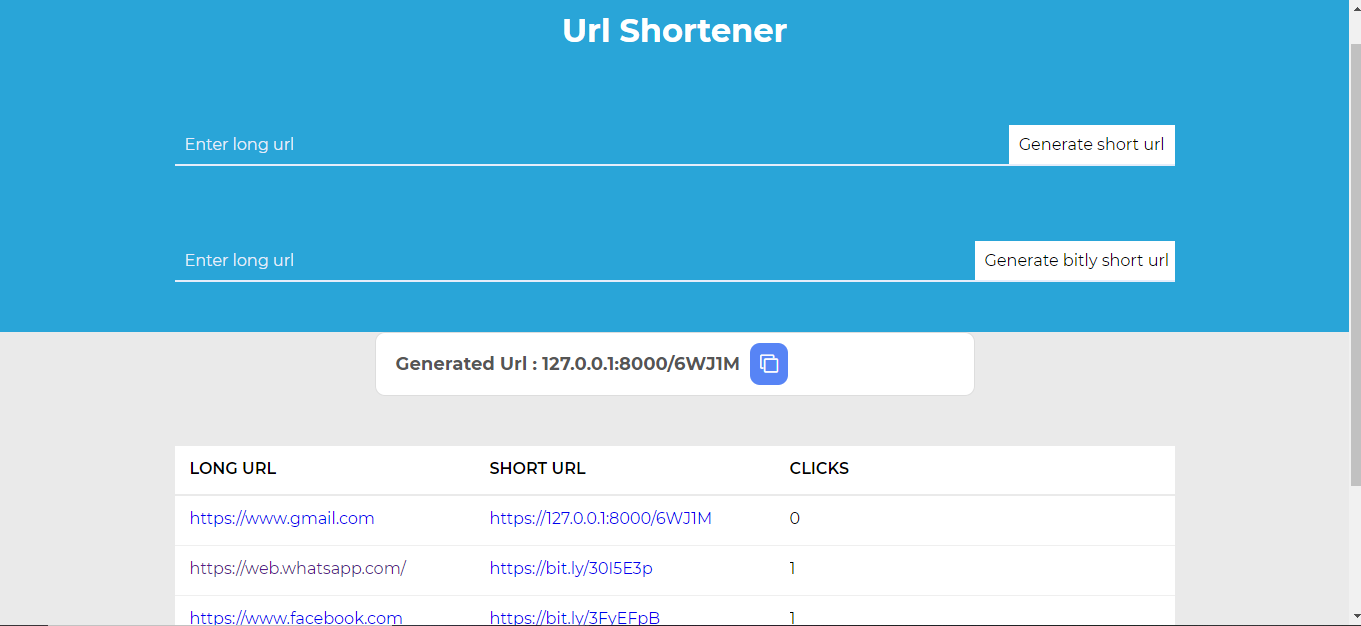 Url Shortener
Enter long url Generate short url
Enter long url Generate bitly short url
Generated Url : 127.0.0.1:8000/6WJ1M
LONG URL SHORT URL CLICKS
https://www.gmail.com https://127.0.0.1:8000/6WJ1M 0
https://web.whatsapp.com/ https://bit.ly/30I5E3p 1
https://www.facebook.com https://bit.ly/3FyEFpB 1